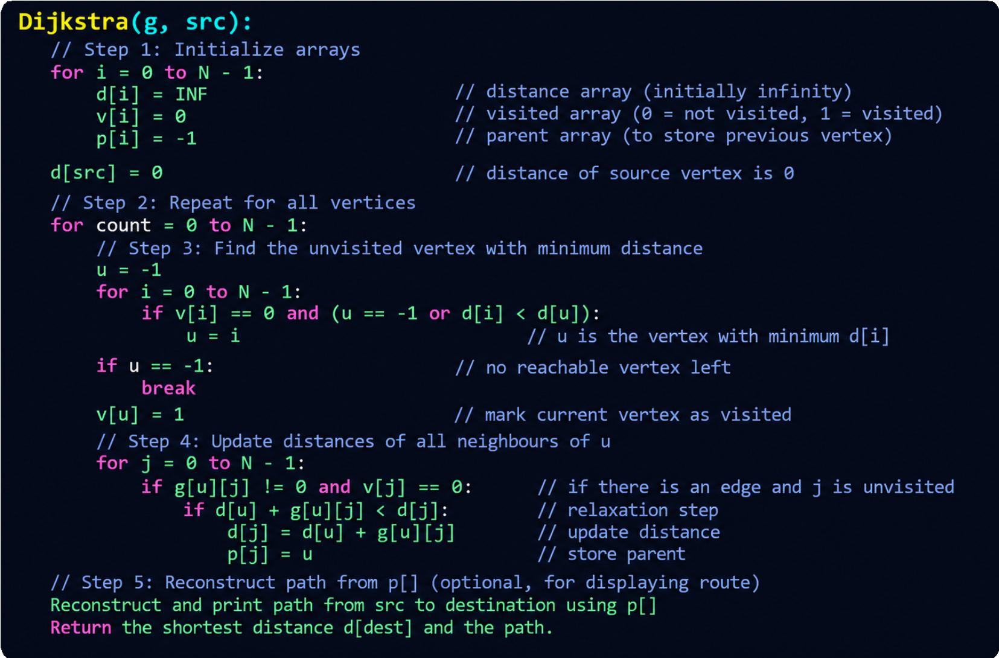 Dijkstra(g, src):
// Step 1: Initialize arrays
for i = 0 to N - 1:
d[i] = INF // distance array (initially infinity)
v[i] = 0 // visited array (0 = not visited, 1 = visited)
p[i] = -1 // parent array (to store previous vertex)
d[src] = 0 // distance of source vertex is 0
// Step 2: Repeat for all vertices
for count = 0 to N - 1:
// Step 3: Find the unvisited vertex with minimum distance
u = -1
for i = 0 to N - 1:
if v[i] == 0 and (u == -1 or d[i] < d[u]):
u = i // u is the vertex with minimum d[i]
if u == -1: // no reachable vertex left
break
v[u] = 1 // mark current vertex as visited
// Step 4: Update distances of all neighbours of u
for j = 0 to N - 1:
if g[u][j] != 0 and v[j] == 0: // if there is an edge and j is unvisited
if d[u] + g[u][j] < d[j]: // relaxation step
d[j] = d[u] + g[u][j] // update distance
p[j] = u // store parent
// Step 5: Reconstruct path from p[] (optional, for displaying route)
Reconstruct and print path from src to destination using p[]
Return the shortest distance d[dest] and the path.